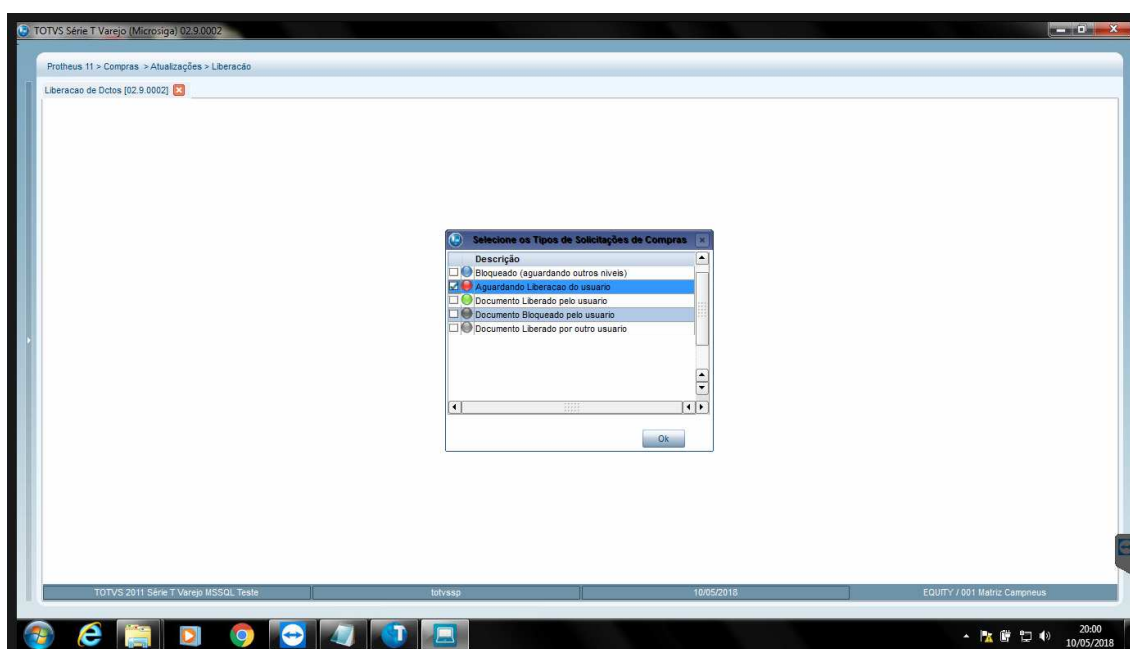 TOTVS Série T Varejo (Microsiga) 02.9.0002
Protheus 11 > Compras > Atualizações > Liberacão
Liberacao de Dctos [02.9.0002]
Selecione os Tipos de Solicitações de Compras
Descrição
Bloqueado (aguardando outros niveis)
Aguardando Liberacao do usuario
Documento Liberado pelo usuario
Documento Bloqueado pelo usuario
Documento Liberado por outro usuario
Ok
TOTVS 2011 Série T Varejo MSSQL Teste
totvssp
10/05/2018
EQUITY / 001 Matriz Campneus
20:00
10/05/2018